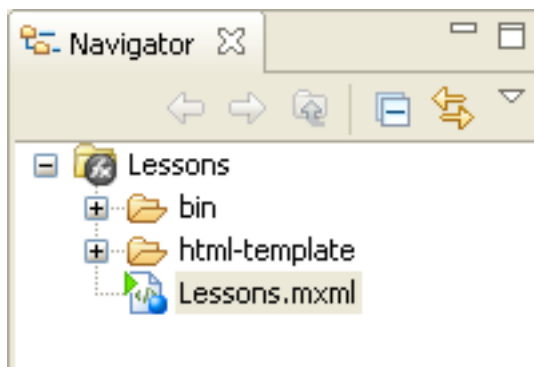 Navigator
Lessons
bin
html-template
Lessons.mxml